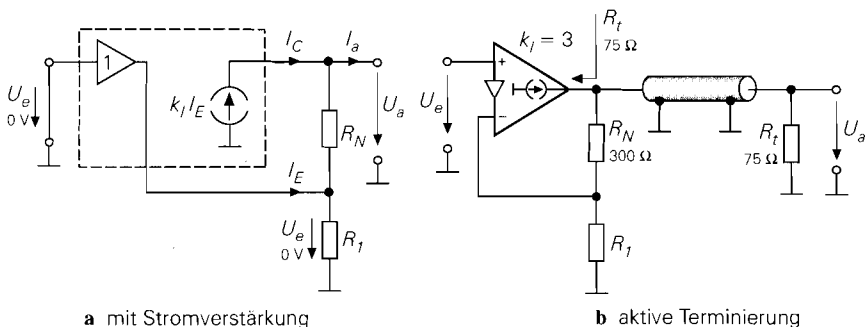 1
k_I I_E
I_C
I_a
U_e
0 V
U_a
R_N
I_E
U_e
0 V
R_1
a mit Stromverstärkung
k_I = 3
R_t
75 Ω
+
−
U_e
R_N
300 Ω
R_t
75 Ω
U_a
R_1
b aktive Terminierung